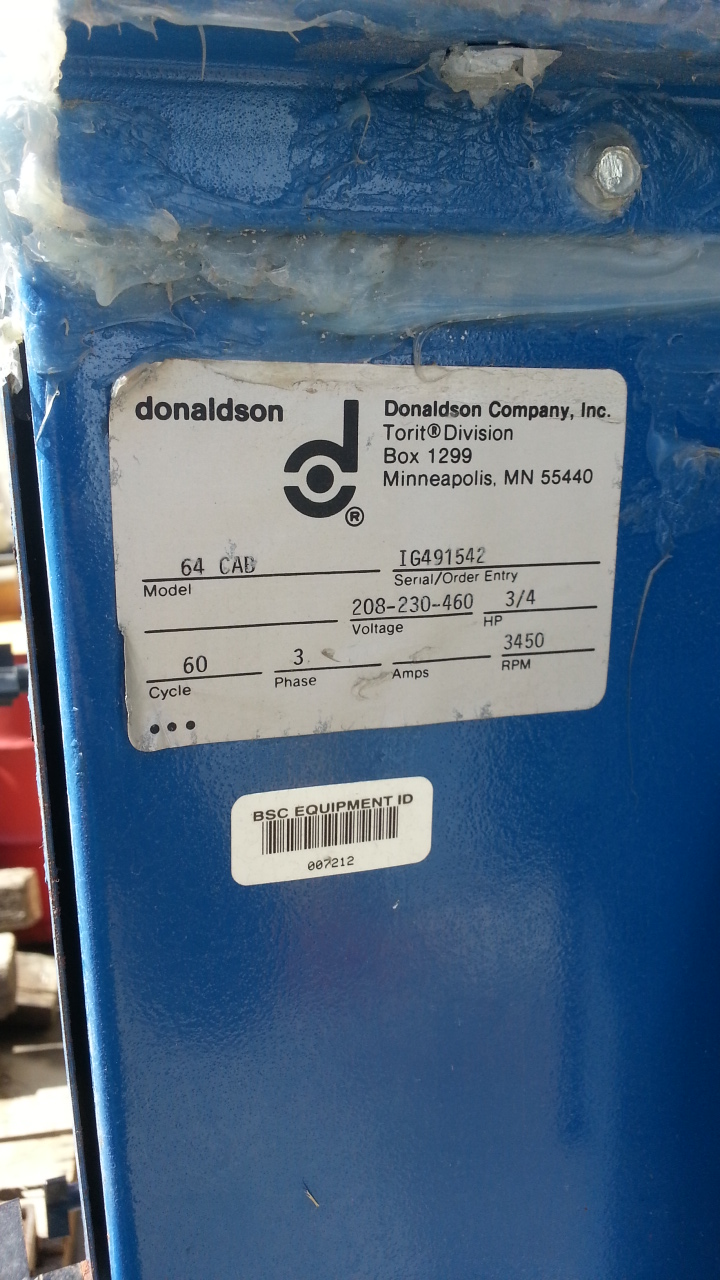 donaldson
Donaldson Company, Inc.
Torit® Division
Box 1299
Minneapolis, MN 55440
d ®
64 CAB
Model
IG491542
Serial/Order Entry
208-230-460
Voltage
3/4
HP
60
Cycle
3
Phase
Amps
3450
RPM
BSC EQUIPMENT ID
007212